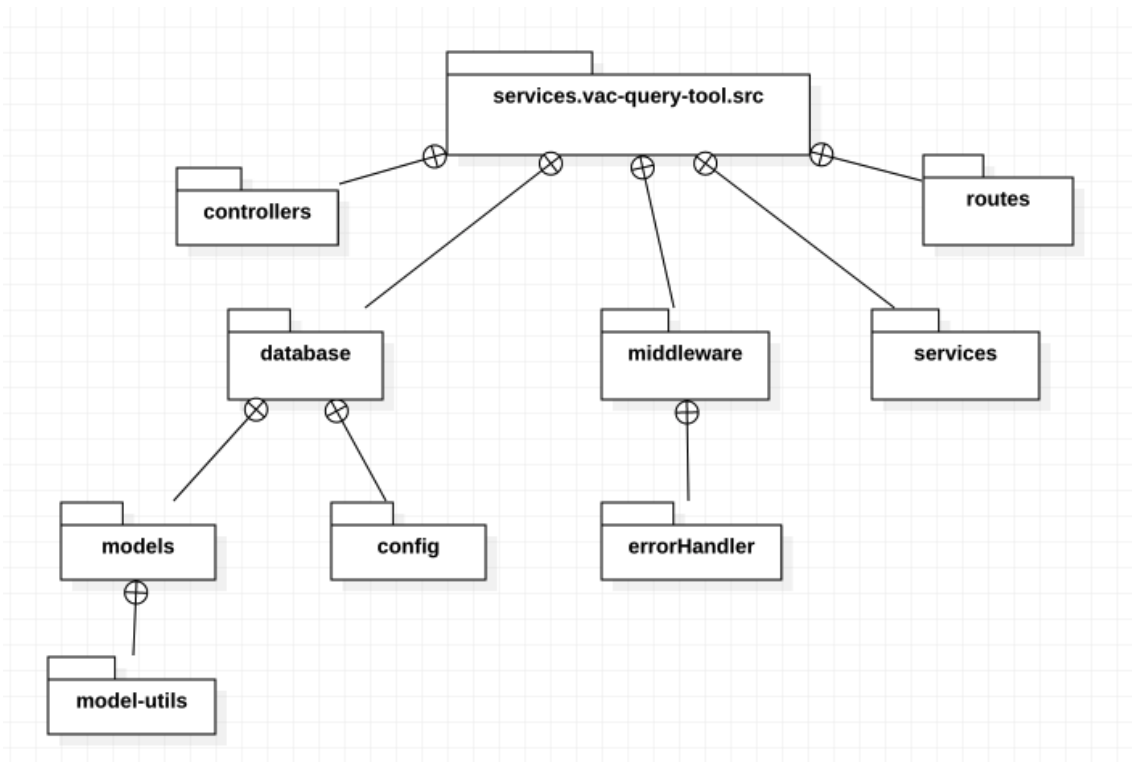 services.vac-query-tool.src
controllers
routes
database
middleware
services
models
config
errorHandler
model-utils